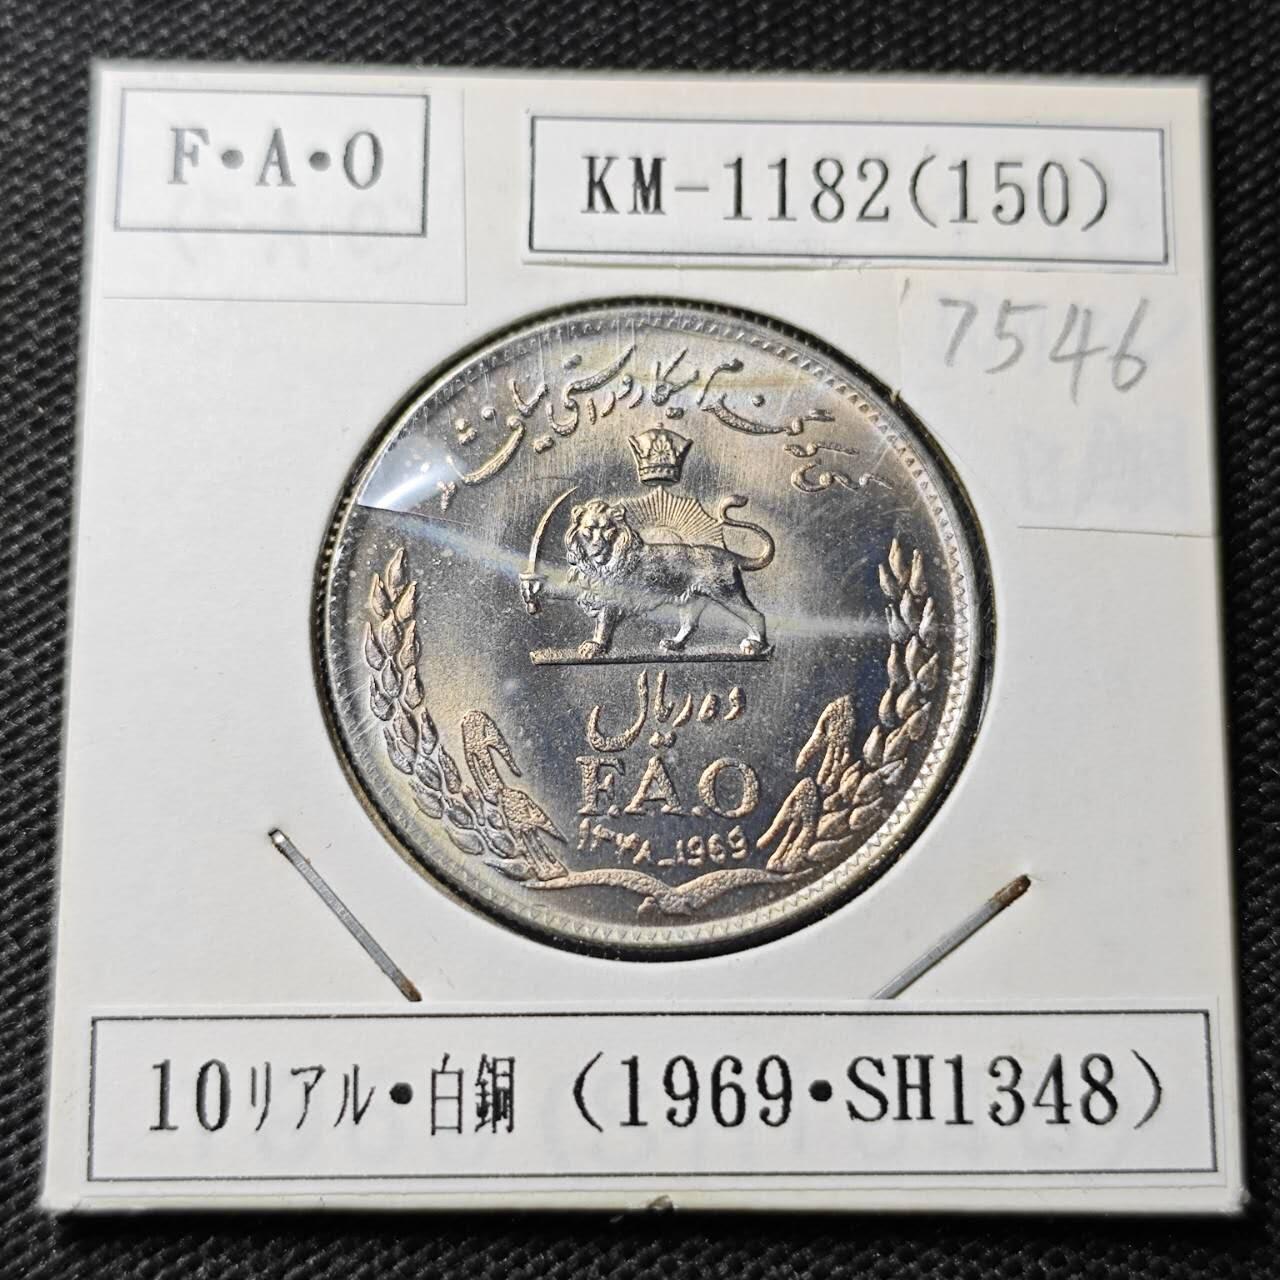 F・A・O
KM-1182(150)
7546
ده ریال
F.A.O
۱۳۴۸_1969
10リアル・白銅 (1969・SH1348)